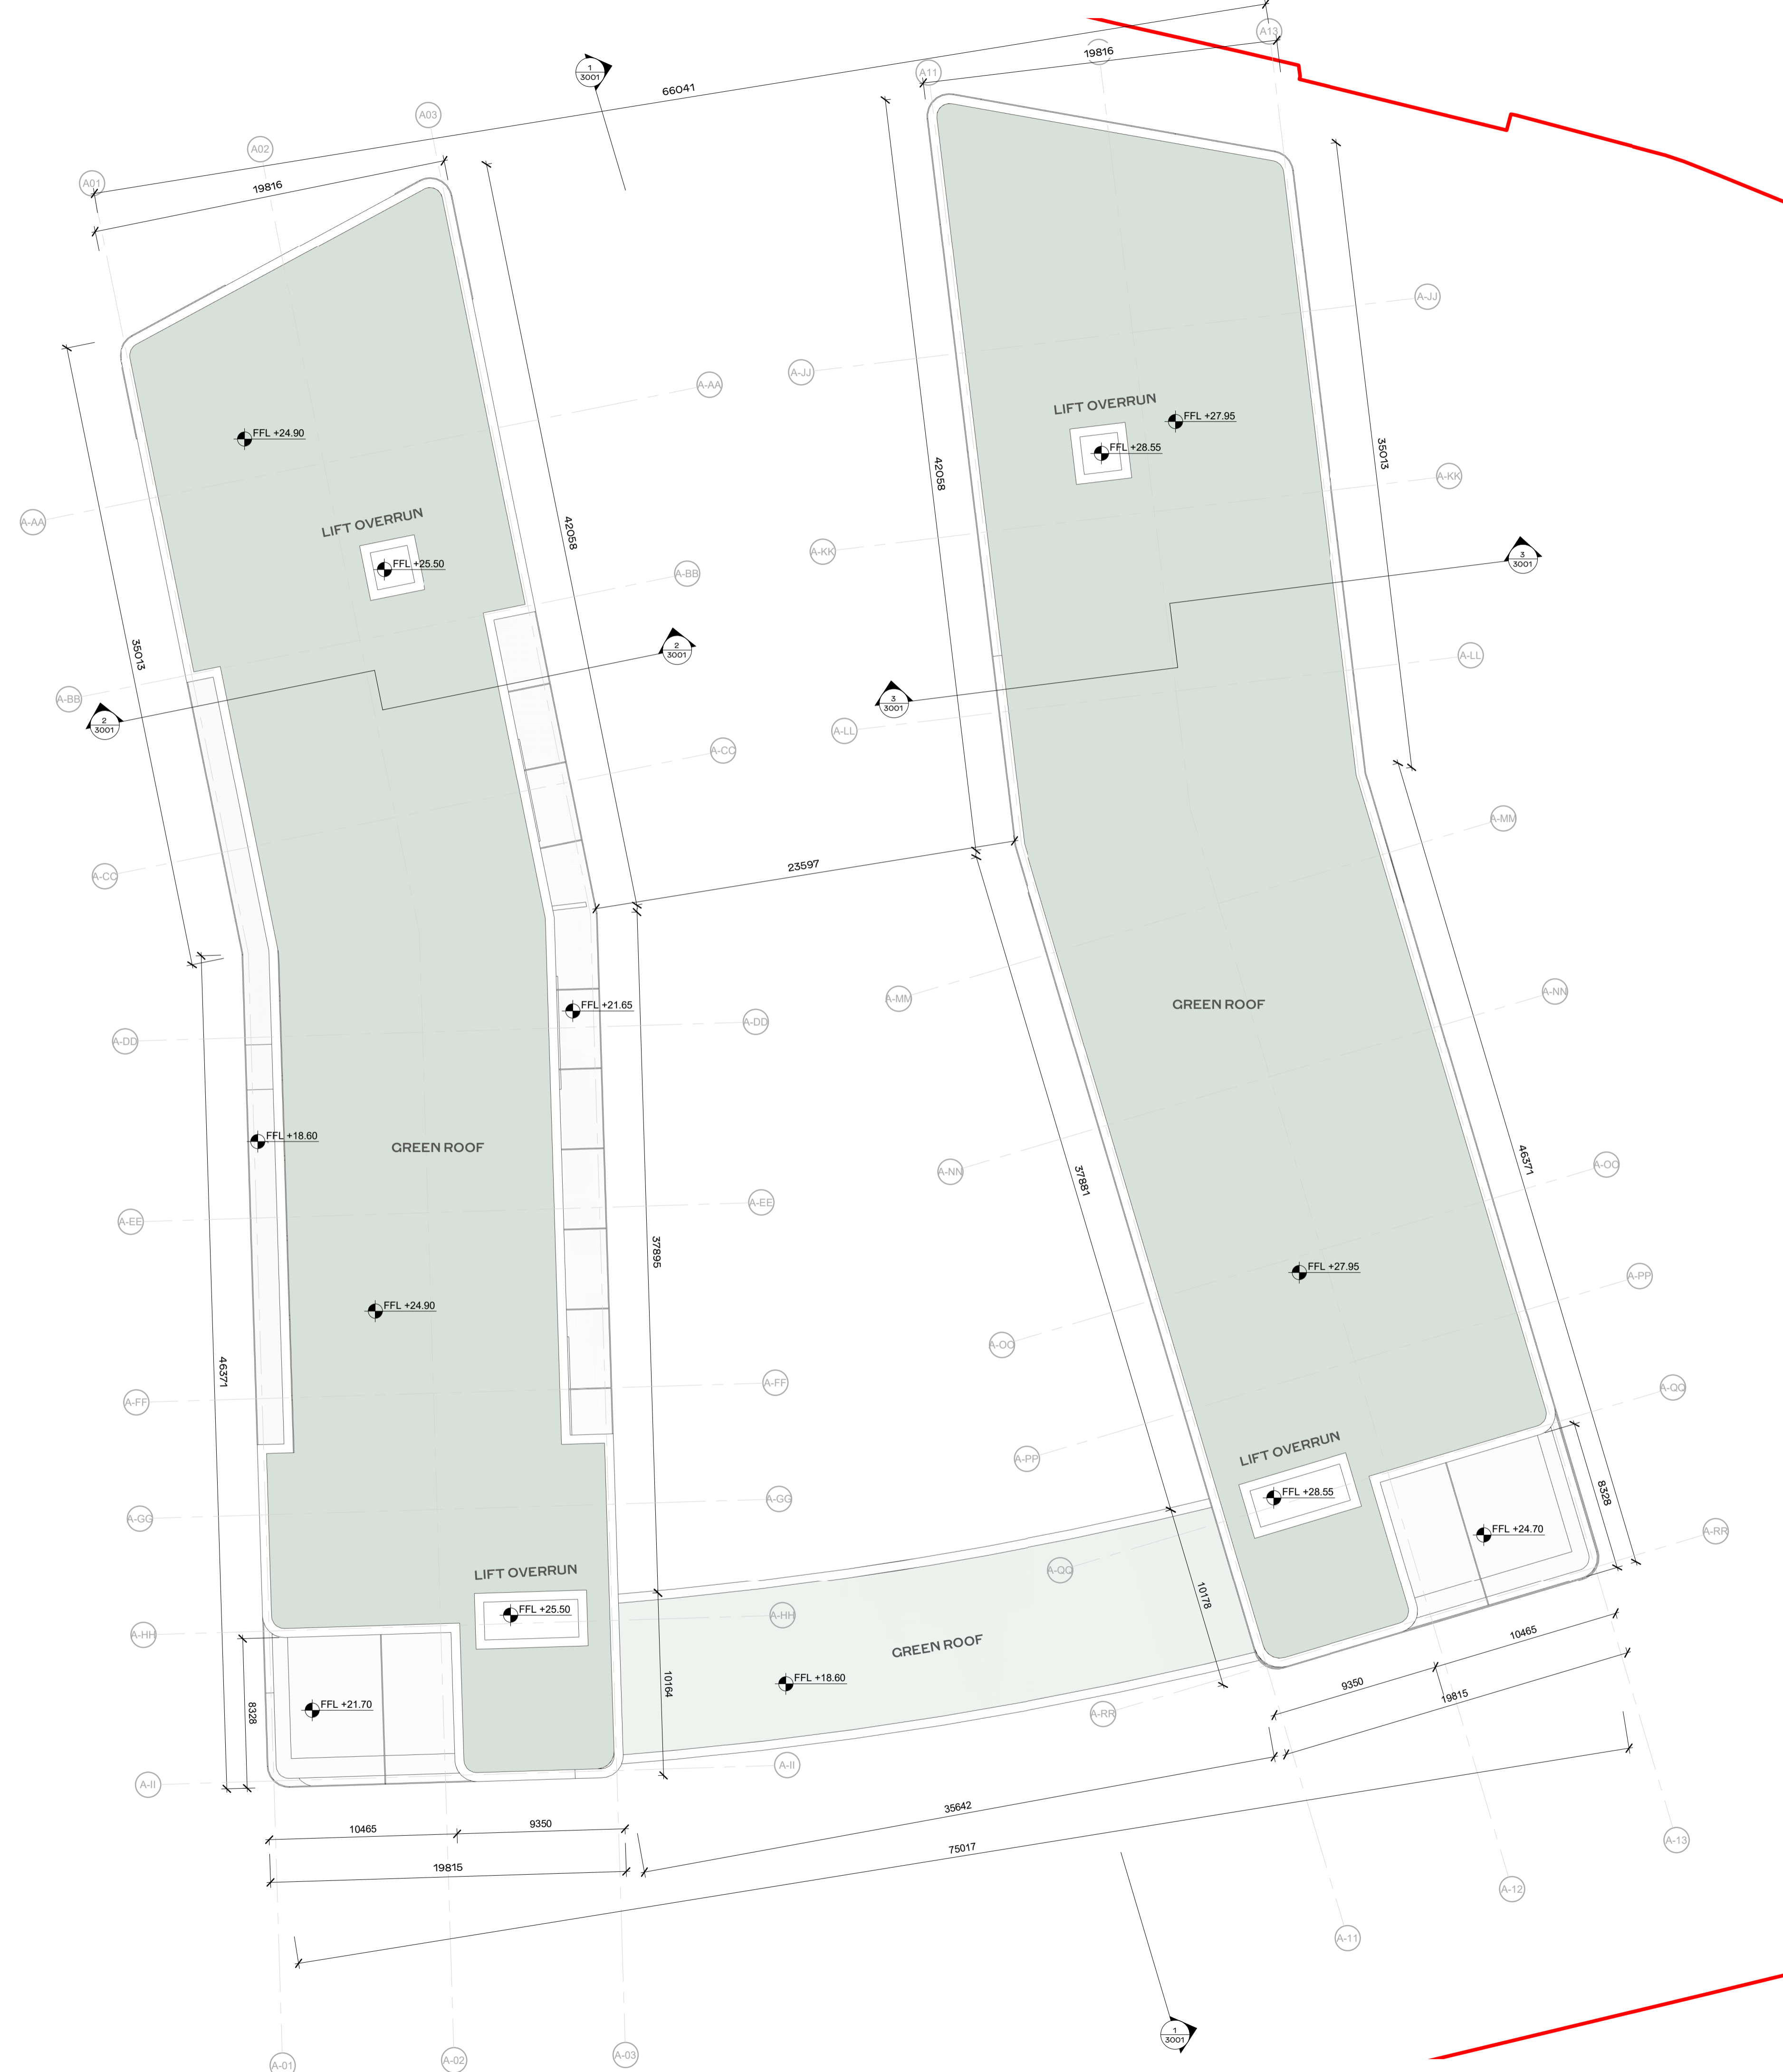 A13
1
3001
19816
A11
66041
A03
A02
A01
19816
A-JJ
A-JJ
A-AA
A-AA
LIFT OVERRUN
FFL +27.95
FFL +28.55
FFL +24.90
35013
42058
A-KK
A-KK
LIFT OVERRUN
FFL +25.50
42058
A-BB
A-BB
3
3001
2
3001
35013
A-LL
A-LL
3
3001
2
3001
A-CC
A-CC
A-MM
A-MM
23597
A-NN
A-NN
GREEN ROOF
FFL +21.65
A-DD
A-DD
FFL +18.60
GREEN ROOF
A-OO
A-OO
46371
37881
A-EE
A-EE
37895
FFL +27.95
A-PP
A-PP
FFL +24.90
46371
A-FF
A-FF
A-QQ
A-QQ
LIFT OVERRUN
FFL +28.55
8328
FFL +24.70
A-GG
A-GG
A-RR
A-RR
LIFT OVERRUN
FFL +25.50
A-HH
A-HH
10178
GREEN ROOF
FFL +18.60
10164
8328
FFL +21.70
10465
9350
19815
A-II
A-II
35642
10465
9350
19815
75017
A-13
A-12
A-11
1
3001
A-01
A-02
A-03